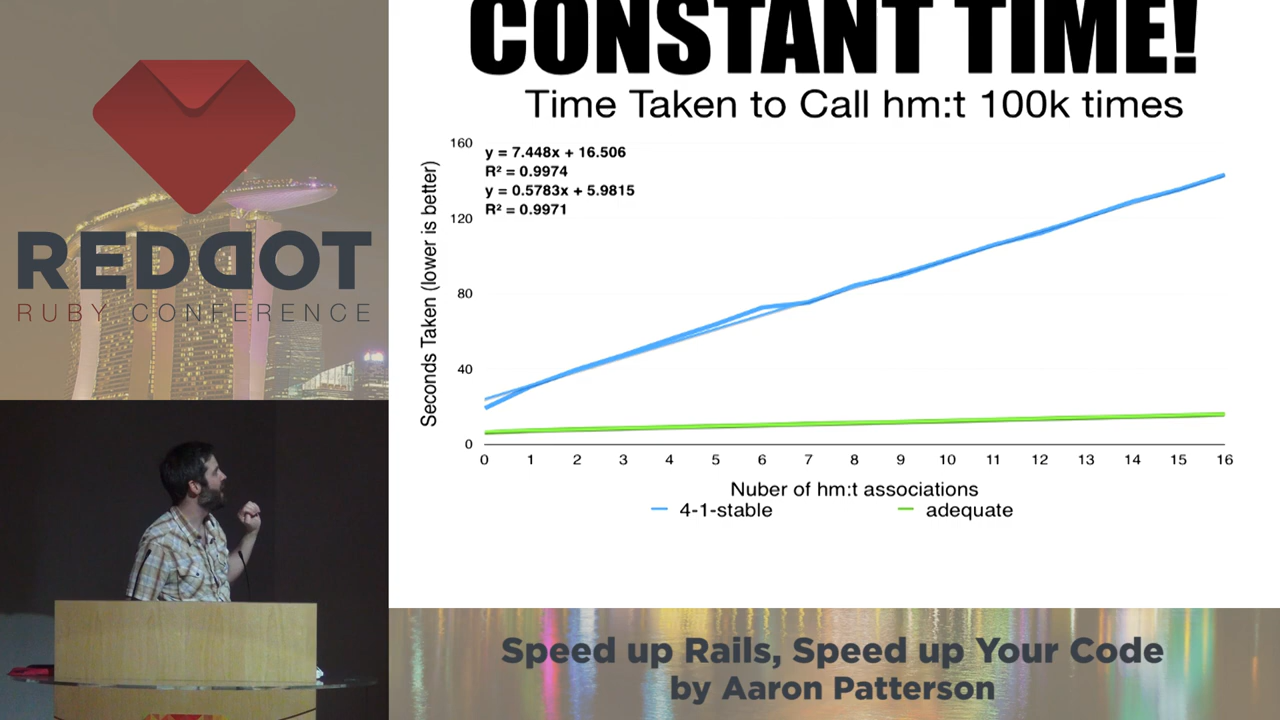 REDDOT
RUBY CONFERENCE
CONSTANT TIME!
Time Taken to Call hm:t 100k times
y = 7.448x + 16.506
R² = 0.9974
y = 0.5783x + 5.9815
R² = 0.9971
Seconds Taken (lower is better)
160
120
80
40
0
0 1 2 3 4 5 6 7 8 9 10 11 12 13 14 15 16
Nuber of hm:t associations
4-1-stable adequate
Speed up Rails, Speed up Your Code
by Aaron Patterson